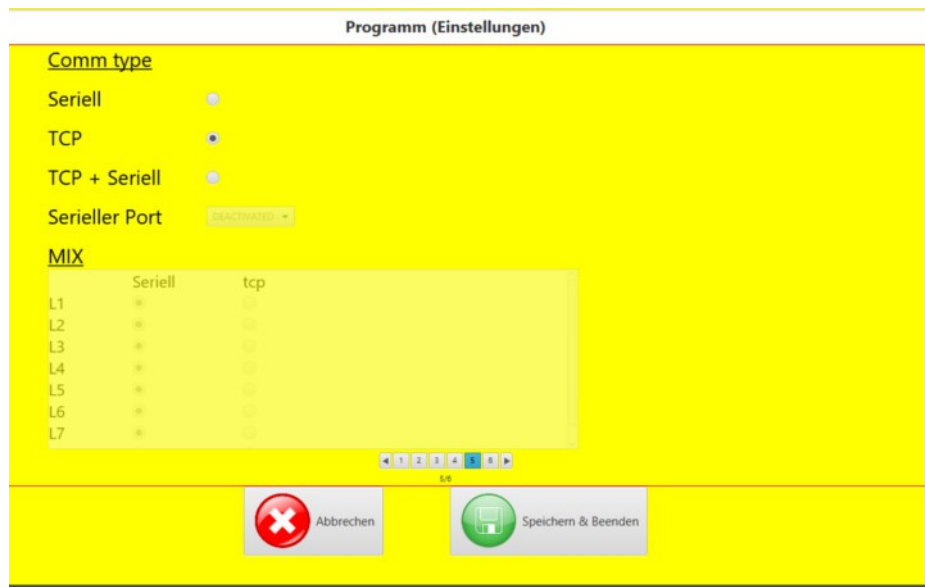 Programm (Einstellungen)
Comm type
Seriell
TCP
TCP + Seriell
Serieller Port DEACTIVATED
MIX
Seriell tcp
L1
L2
L3
L4
L5
L6
L7
1 2 3 4 5 6
5/6
Abbrechen Speichern & Beenden